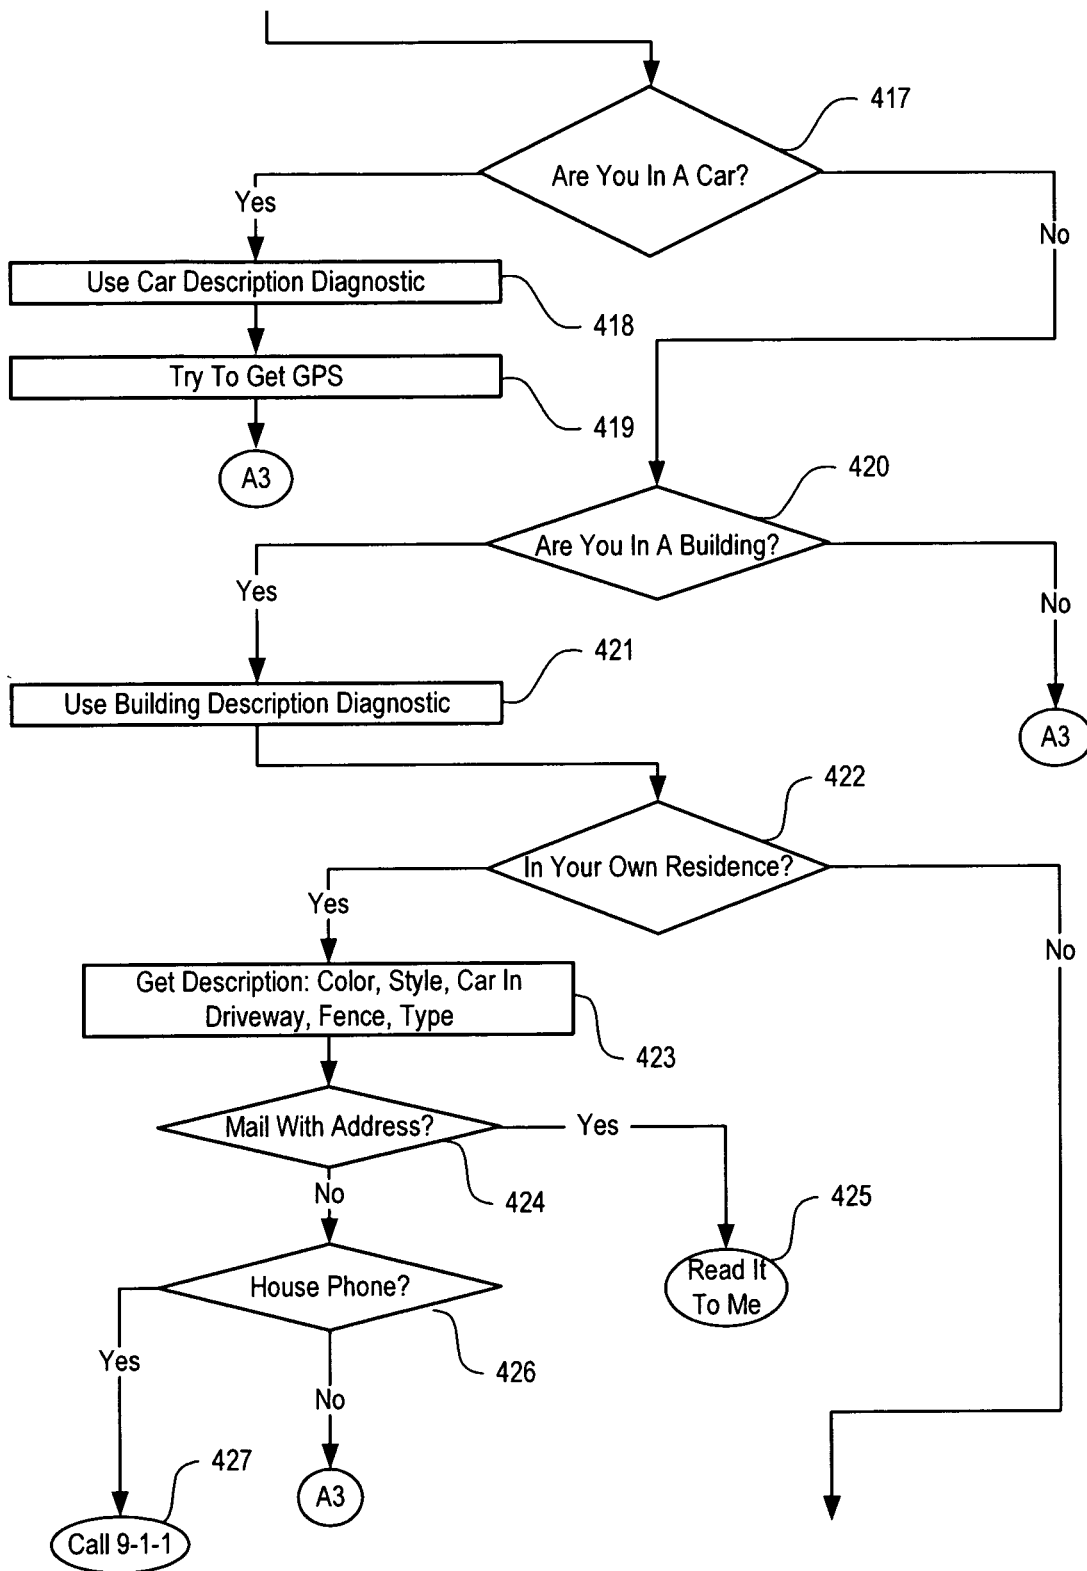 417
Are You In A Car?
Yes
No
Use Car Description Diagnostic
418
Try To Get GPS
419
A3
420
Are You In A Building?
Yes
No
421
Use Building Description Diagnostic
A3
422
In Your Own Residence?
Yes
No
Get Description: Color, Style, Car In
Driveway, Fence, Type
423
Mail With Address?
Yes
424
No
425
Read It
To Me
House Phone?
426
Yes
No
427
A3
Call 9-1-1